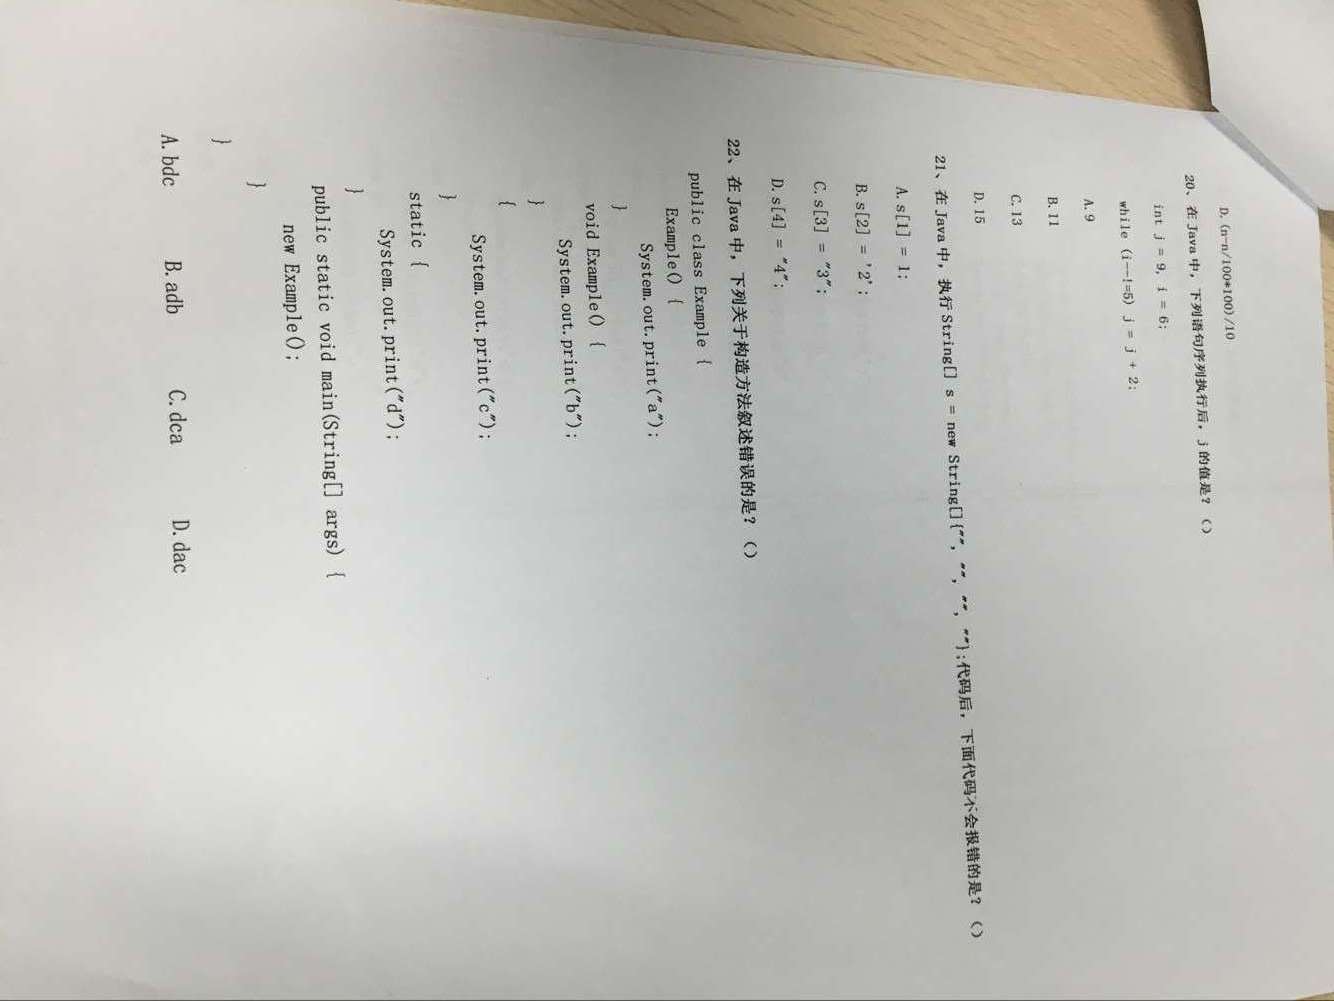 D. (n-n/100*100)/10
20、在 Java 中，下列语句序列执行后，j 的值是？（）
int j = 9, i = 6;
while (i--!=5) j = j + 2;
A. 9
B. 11
C. 13
D. 15
21、在 Java 中，执行 String[] s = new String[]{"", "", "", ""};代码后，下面代码不会报错的是？（）
A. s[1] = 1;
B. s[2] = '2';
C. s[3] = "3";
D. s[4] = "4";
22、在 Java 中，下列关于构造方法叙述错误的是？（）
public class Example {
Example() {
System.out.print("a");
}
void Example() {
System.out.print("b");
}
{
System.out.print("c");
}
static {
System.out.print("d");
}
public static void main(String[] args) {
new Example();
}
}
A. bdc B. adb C. dca D. dac